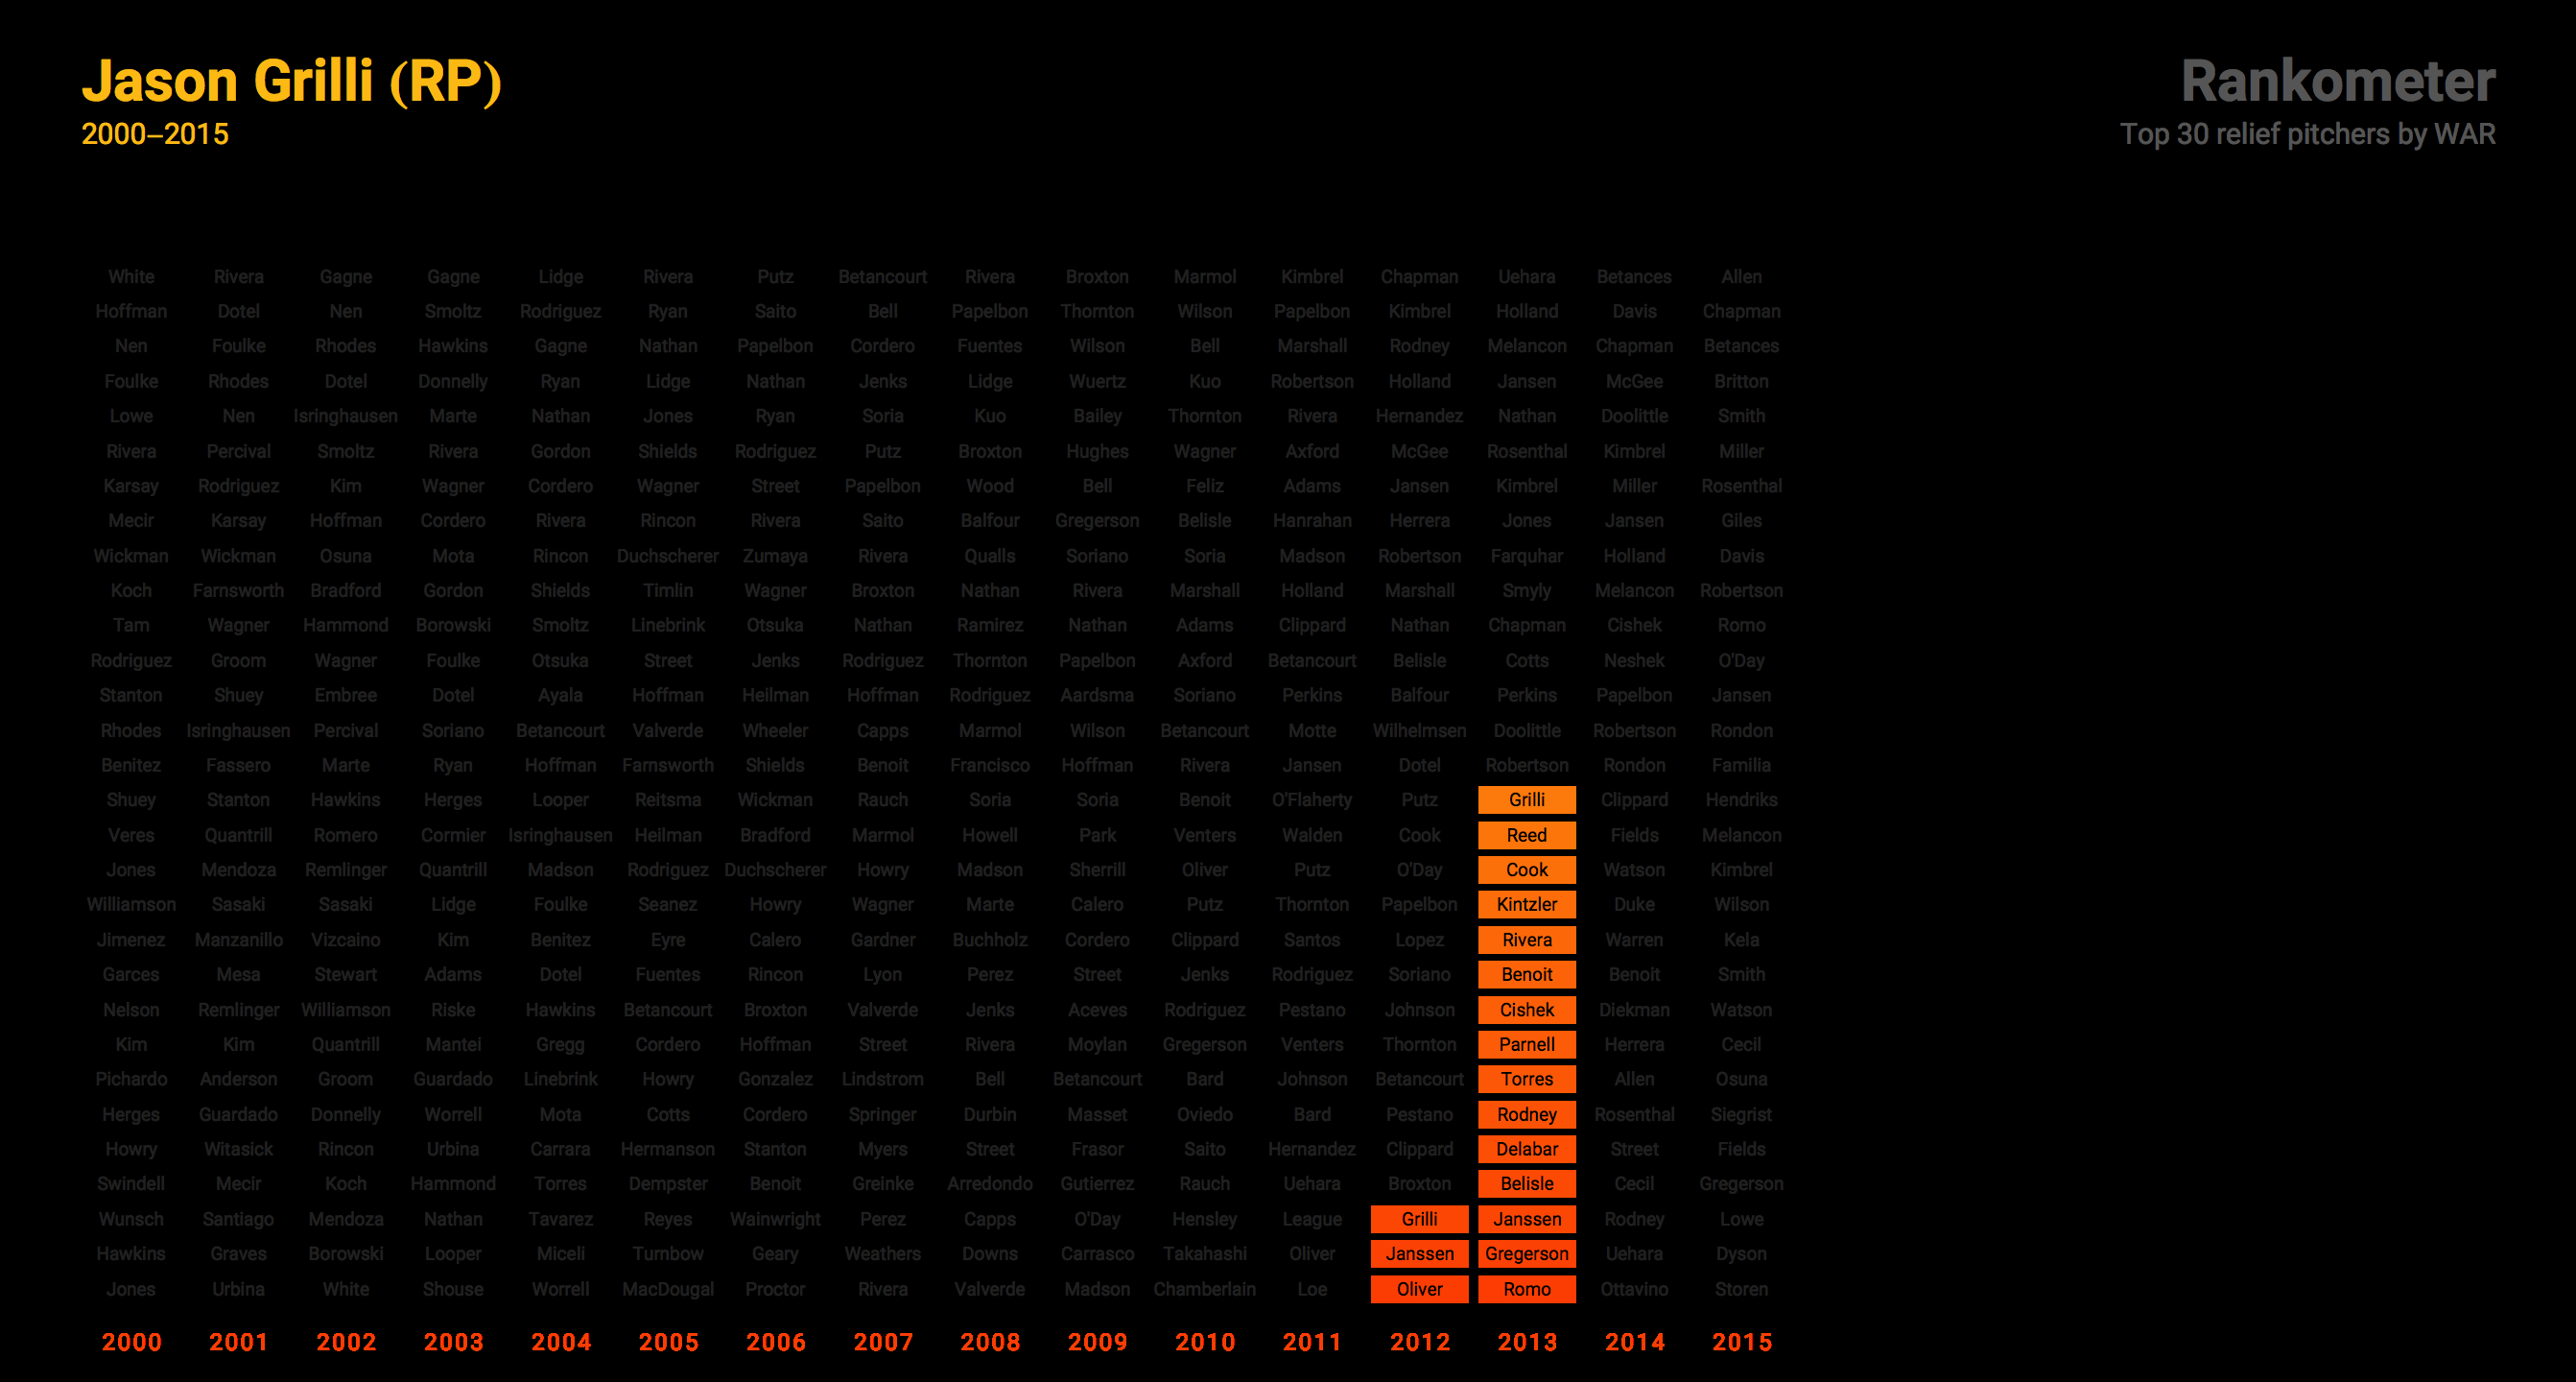 Jason Grilli (RP)
2000–2015
Rankometer
Top 30 relief pitchers by WAR
White Rivera Gagne Gagne Lidge Rivera Putz Betancourt Rivera Broxton Marmol Kimbrel Chapman Uehara Betances Allen
Hoffman Dotel Nen Smoltz Rodriguez Ryan Saito Bell Papelbon Thornton Wilson Papelbon Kimbrel Holland Davis Chapman
Nen Foulke Rhodes Hawkins Gagne Nathan Papelbon Cordero Fuentes Wilson Bell Marshall Rodney Melancon Chapman Betances
Foulke Rhodes Dotel Donnelly Ryan Lidge Nathan Jenks Lidge Wuertz Kuo Robertson Holland Jansen McGee Britton
Lowe Nen Isringhausen Marte Nathan Jones Ryan Soria Kuo Bailey Thornton Rivera Hernandez Nathan Doolittle Smith
Rivera Percival Smoltz Rivera Gordon Shields Rodriguez Putz Broxton Hughes Wagner Axford McGee Rosenthal Kimbrel Miller
Karsay Rodriguez Kim Wagner Cordero Wagner Street Papelbon Wood Bell Feliz Adams Jansen Kimbrel Miller Rosenthal
Mecir Karsay Hoffman Cordero Rivera Rincon Rivera Saito Balfour Gregerson Belisle Hanrahan Herrera Jones Jansen Giles
Wickman Wickman Osuna Mota Rincon Duchscherer Zumaya Rivera Qualls Soriano Soria Madson Robertson Farquhar Holland Davis
Koch Farnsworth Bradford Gordon Shields Timlin Wagner Broxton Nathan Rivera Marshall Holland Marshall Smyly Melancon Robertson
Tam Wagner Hammond Borowski Smoltz Linebrink Otsuka Nathan Ramirez Nathan Adams Clippard Nathan Chapman Cishek Romo
Rodriguez Groom Wagner Foulke Otsuka Street Jenks Rodriguez Thornton Papelbon Axford Betancourt Belisle Cotts Neshek O'Day
Stanton Shuey Embree Dotel Ayala Hoffman Heilman Hoffman Rodriguez Aardsma Soriano Perkins Balfour Perkins Papelbon Jansen
Rhodes Isringhausen Percival Soriano Betancourt Valverde Wheeler Capps Marmol Wilson Betancourt Motte Wilhelmsen Doolittle Robertson Rondon
Benitez Fassero Marte Ryan Hoffman Farnsworth Shields Benoit Francisco Hoffman Rivera Jansen Dotel Robertson Rondon Familia
Shuey Stanton Hawkins Herges Looper Reitsma Wickman Rauch Soria Soria Benoit O'Flaherty Putz Grilli Clippard Hendriks
Veres Quantrill Romero Cormier Isringhausen Heilman Bradford Marmol Howell Park Venters Walden Cook Reed Fields Melancon
Jones Mendoza Remlinger Quantrill Madson Rodriguez Duchscherer Howry Madson Sherrill Oliver Putz O'Day Cook Watson Kimbrel
Williamson Sasaki Sasaki Lidge Foulke Seanez Howry Wagner Marte Calero Putz Thornton Papelbon Kintzler Duke Wilson
Jimenez Manzanillo Vizcaino Kim Benitez Eyre Calero Gardner Buchholz Cordero Clippard Santos Lopez Rivera Warren Kela
Garces Mesa Stewart Adams Dotel Fuentes Rincon Lyon Perez Street Jenks Rodriguez Soriano Benoit Benoit Smith
Nelson Remlinger Williamson Riske Hawkins Betancourt Broxton Valverde Jenks Aceves Rodriguez Pestano Johnson Cishek Diekman Watson
Kim Kim Quantrill Mantei Gregg Cordero Hoffman Street Rivera Moylan Gregerson Venters Thornton Parnell Herrera Cecil
Pichardo Anderson Groom Guardado Linebrink Howry Gonzalez Lindstrom Bell Betancourt Bard Johnson Betancourt Torres Allen Osuna
Herges Guardado Donnelly Worrell Mota Cotts Cordero Springer Durbin Masset Oviedo Bard Pestano Rodney Rosenthal Siegrist
Howry Witasick Rincon Urbina Carrara Hermanson Stanton Myers Street Frasor Saito Hernandez Clippard Delabar Street Fields
Swindell Mecir Koch Hammond Torres Dempster Benoit Greinke Arredondo Gutierrez Rauch Uehara Broxton Belisle Cecil Gregerson
Wunsch Santiago Mendoza Nathan Tavarez Reyes Wainwright Perez Capps O'Day Hensley League Grilli Janssen Rodney Lowe
Hawkins Graves Borowski Looper Miceli Turnbow Geary Weathers Downs Carrasco Takahashi Oliver Janssen Gregerson Uehara Dyson
Jones Urbina White Shouse Worrell MacDougal Proctor Rivera Valverde Madson Chamberlain Loe Oliver Romo Ottavino Storen
2000 2001 2002 2003 2004 2005 2006 2007 2008 2009 2010 2011 2012 2013 2014 2015